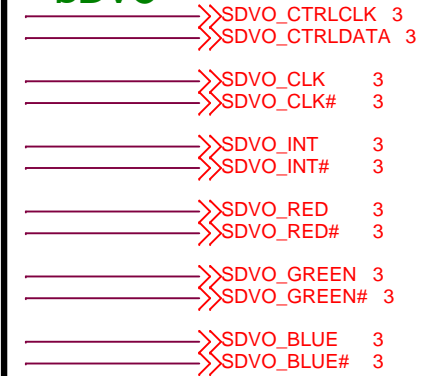 SDVO
SDVO_CTRLCLK 3
SDVO_CTRLDATA 3
SDVO_CLK 3
SDVO_CLK# 3
SDVO_INT 3
SDVO_INT# 3
SDVO_RED 3
SDVO_RED# 3
SDVO_GREEN 3
SDVO_GREEN# 3
SDVO_BLUE 3
SDVO_BLUE# 3